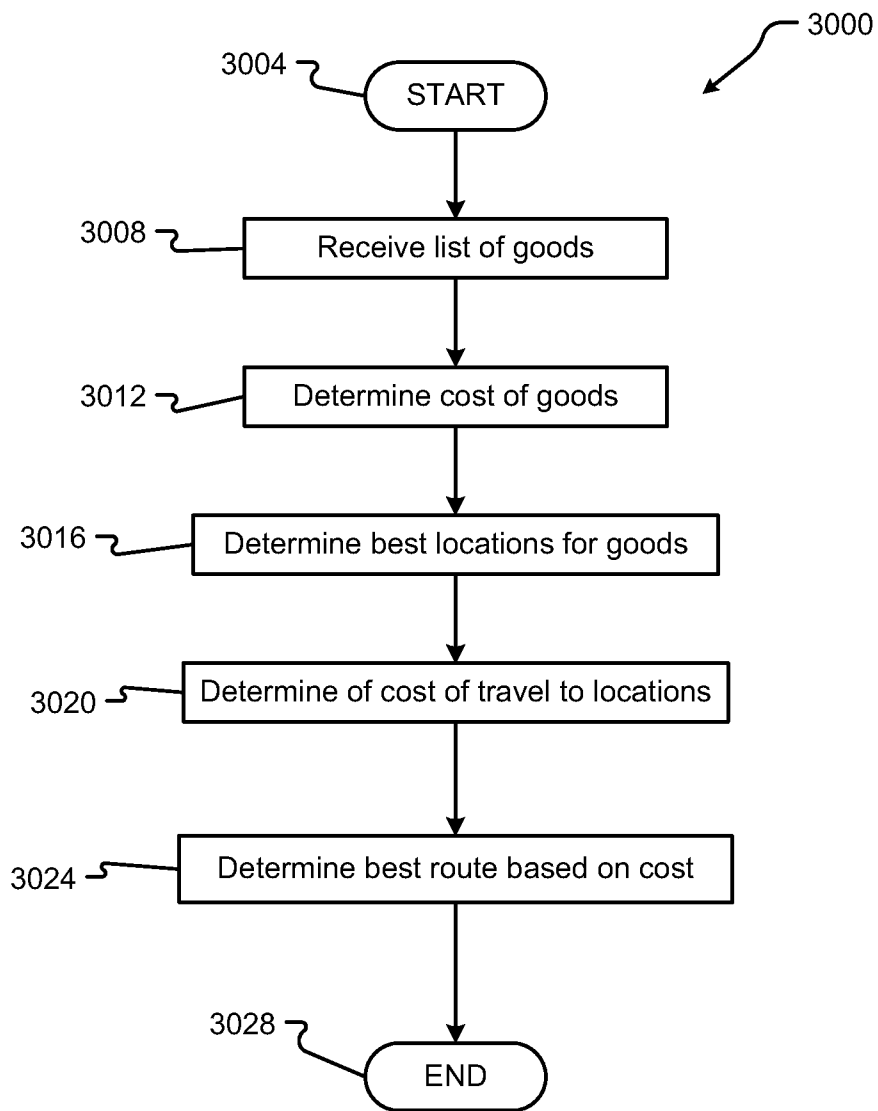 3000
3004
START
3008
Receive list of goods
3012
Determine cost of goods
3016
Determine best locations for goods
3020
Determine of cost of travel to locations
3024
Determine best route based on cost
3028
END